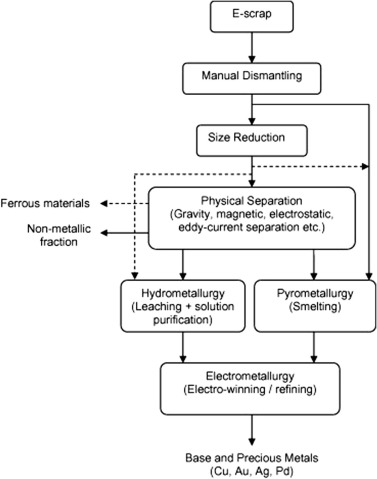 E-scrap
Manual Dismantling
Size Reduction
Ferrous materials
Non-metallic
fraction
Physical Separation
(Gravity, magnetic, electrostatic,
eddy-current separation etc.)
Hydrometallurgy
(Leaching + solution
purification)
Pyrometallurgy
(Smelting)
Electrometallurgy
(Electro-winning / refining)
Base and Precious Metals
(Cu, Au, Ag, Pd)